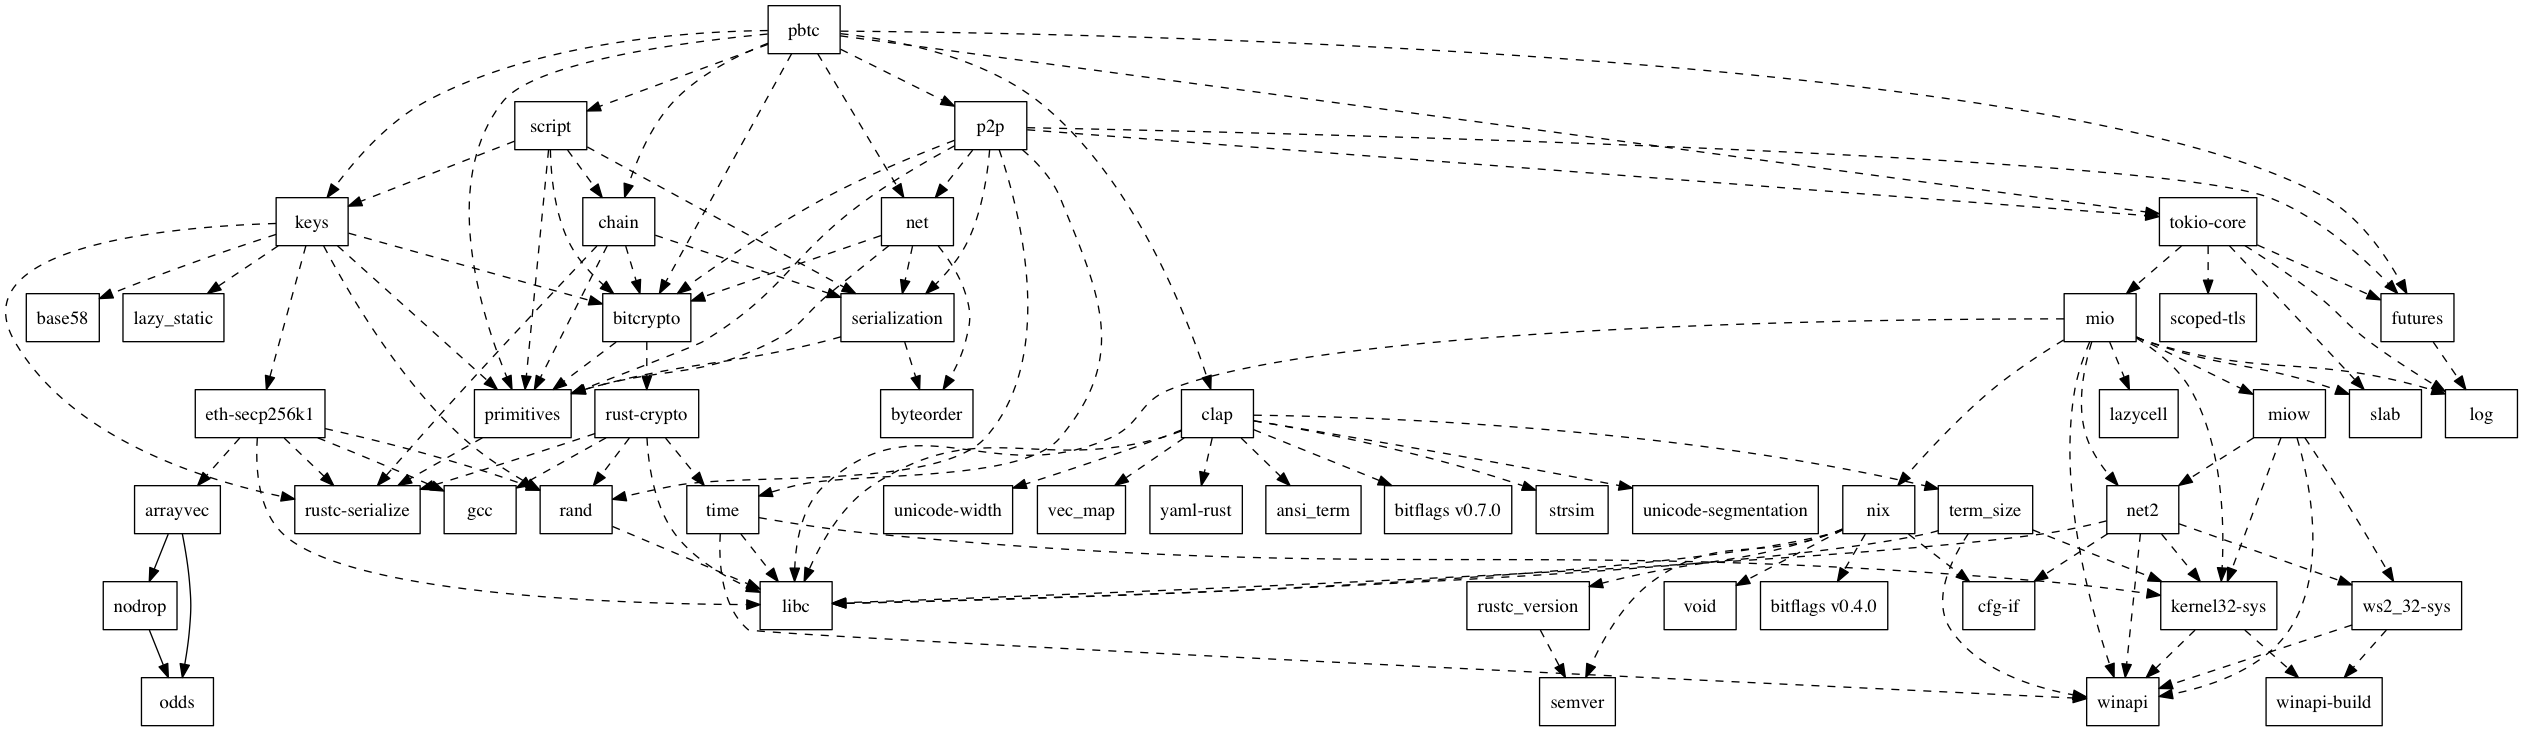 pbtc
script
p2p
keys
chain
net
tokio-core
base58
lazy_static
bitcrypto
serialization
mio
scoped-tls
futures
eth-secp256k1
primitives
rust-crypto
byteorder
clap
lazycell
miow
slab
log
arrayvec
rustc-serialize
gcc
rand
time
unicode-width
vec_map
yaml-rust
ansi_term
bitflags v0.7.0
strsim
unicode-segmentation
nix
term_size
net2
nodrop
libc
rustc_version
void
bitflags v0.4.0
cfg-if
kernel32-sys
ws2_32-sys
odds
semver
winapi
winapi-build